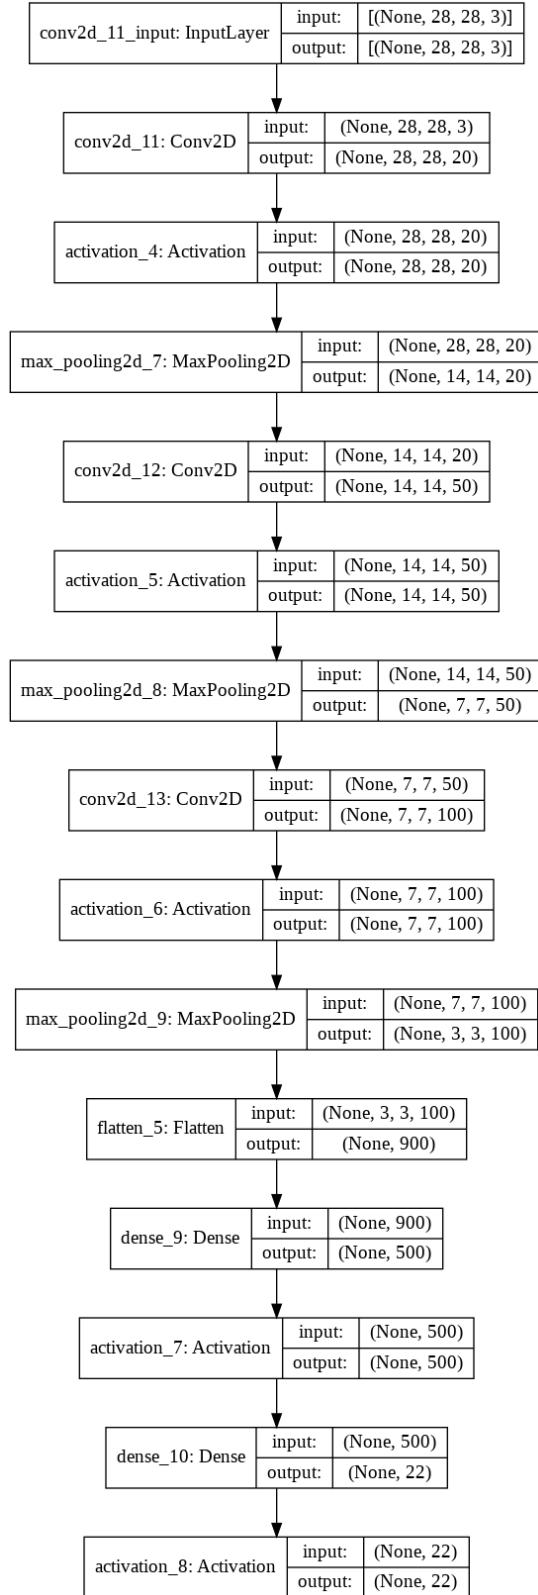 conv2d_11_input: InputLayer
input: [(None, 28, 28, 3)]
output: [(None, 28, 28, 3)]
conv2d_11: Conv2D
input: (None, 28, 28, 3)
output: (None, 28, 28, 20)
activation_4: Activation
input: (None, 28, 28, 20)
output: (None, 28, 28, 20)
max_pooling2d_7: MaxPooling2D
input: (None, 28, 28, 20)
output: (None, 14, 14, 20)
conv2d_12: Conv2D
input: (None, 14, 14, 20)
output: (None, 14, 14, 50)
activation_5: Activation
input: (None, 14, 14, 50)
output: (None, 14, 14, 50)
max_pooling2d_8: MaxPooling2D
input: (None, 14, 14, 50)
output: (None, 7, 7, 50)
conv2d_13: Conv2D
input: (None, 7, 7, 50)
output: (None, 7, 7, 100)
activation_6: Activation
input: (None, 7, 7, 100)
output: (None, 7, 7, 100)
max_pooling2d_9: MaxPooling2D
input: (None, 7, 7, 100)
output: (None, 3, 3, 100)
flatten_5: Flatten
input: (None, 3, 3, 100)
output: (None, 900)
dense_9: Dense
input: (None, 900)
output: (None, 500)
activation_7: Activation
input: (None, 500)
output: (None, 500)
dense_10: Dense
input: (None, 500)
output: (None, 22)
activation_8: Activation
input: (None, 22)
output: (None, 22)